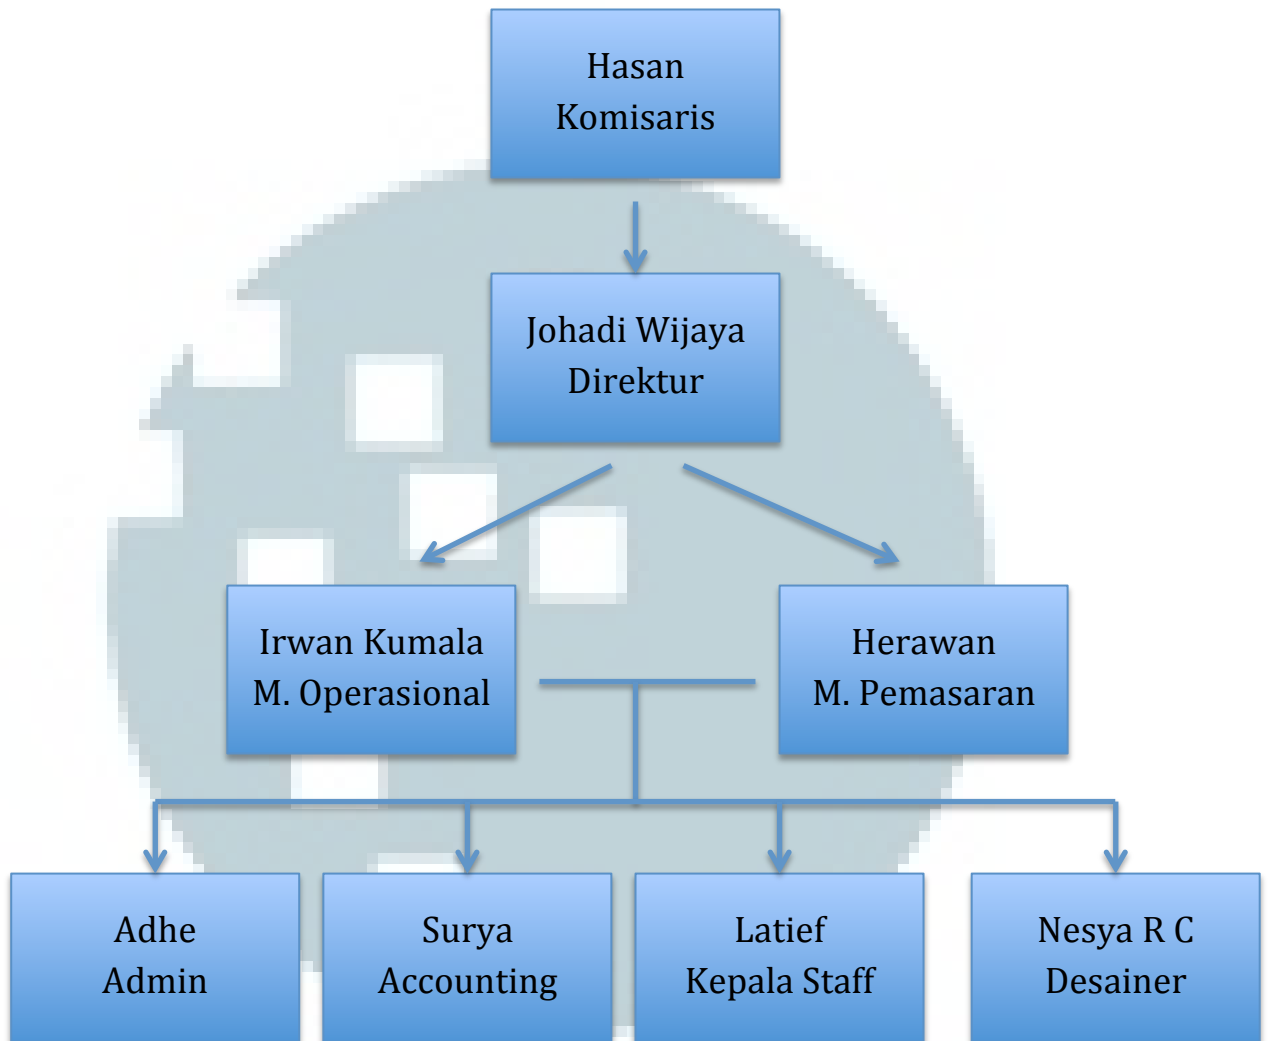 Hasan
Komisaris
Johadi Wijaya
Direktur
Irwan Kumala
M. Operasional
Herawan
M. Pemasaran
Adhe
Admin
Surya
Accounting
Latief
Kepala Staff
Nesya R C
Desainer